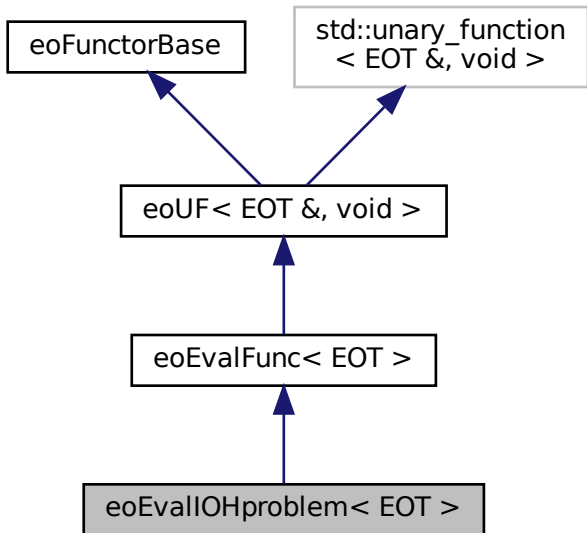 eoFunctorBase
std::unary_function
< EOT &, void >
eoUF< EOT &, void >
eoEvalFunc< EOT >
eoEvalIOHproblem< EOT >